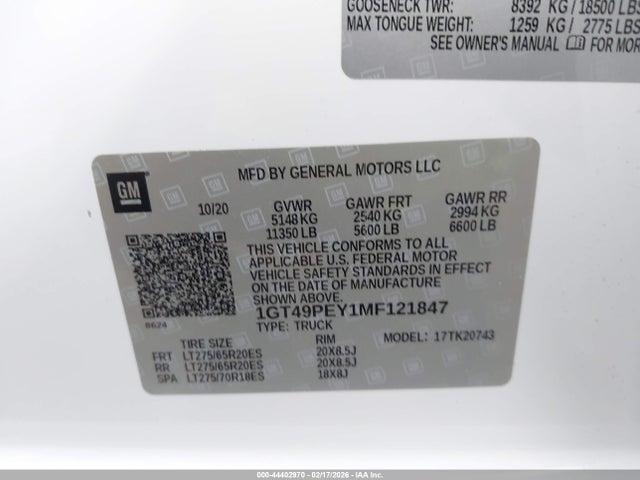 GOOSENECK TWR: 8392 KG / 18500 LBS
MAX TONGUE WEIGHT: 1259 KG / 2775 LBS
SEE OWNER'S MANUAL FOR MOR
GM
MFD BY GENERAL MOTORS LLC
10/20 GVWR GAWR FRT GAWR RR
5148 KG 2540 KG 2994 KG
11350 LB 5600 LB 6600 LB
THIS VEHICLE CONFORMS TO ALL
APPLICABLE U.S. FEDERAL MOTOR
VEHICLE SAFETY STANDARDS IN EFFECT
ON THE DATE OF MANUFACTURE SHOWN ABOVE.
1GT49PEY1MF121847
8624
TYPE: TRUCK MODEL: 17TK20743
TIRE SIZE RIM
FRT LT275/65R20ES 20X8.5J
RR LT275/65R20ES 20X8.5J
SPA LT275/70R18ES 18X8J
000-44402970 - 02/17/2026 - IAAI.COM